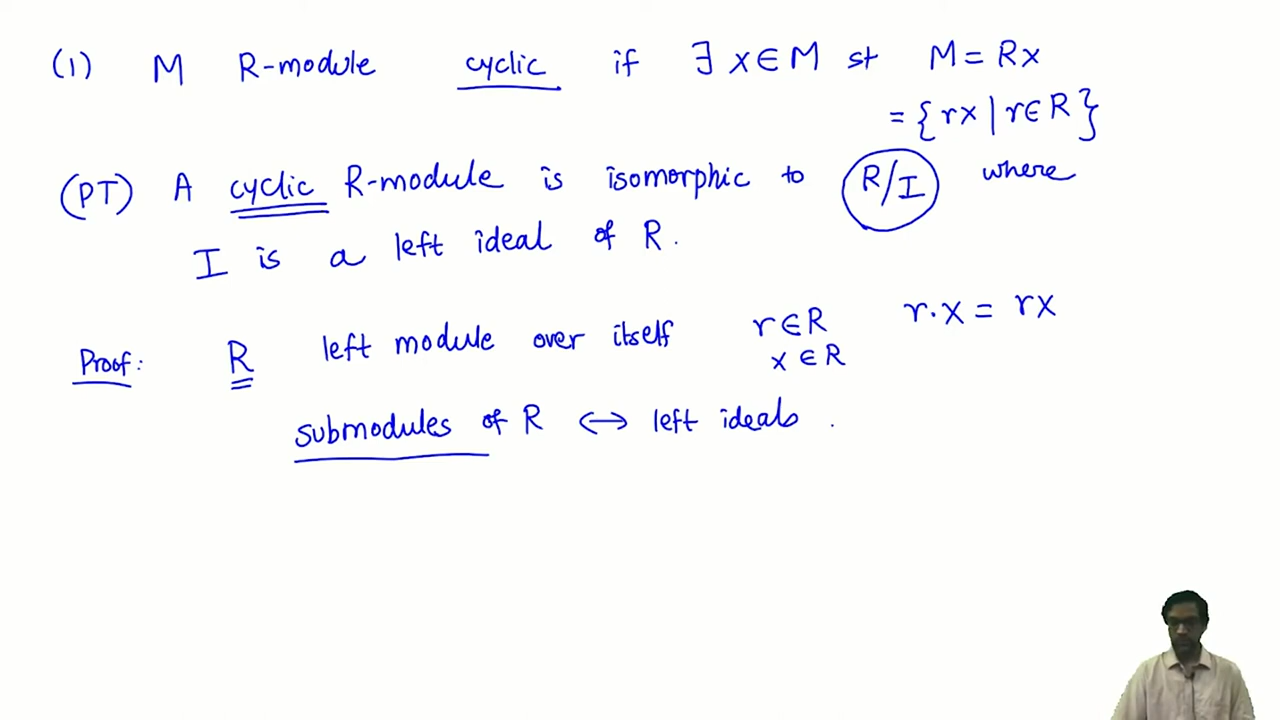 (1) M R-module cyclic if ∃ x ∈ M st M = Rx
= {rx | r ∈ R}
(PT) A cyclic R-module is isomorphic to R/I where
I is a left ideal of R.
Proof: R left module over itself r ∈ R r·x = rx
x ∈ R
submodules of R ↔ left ideals.